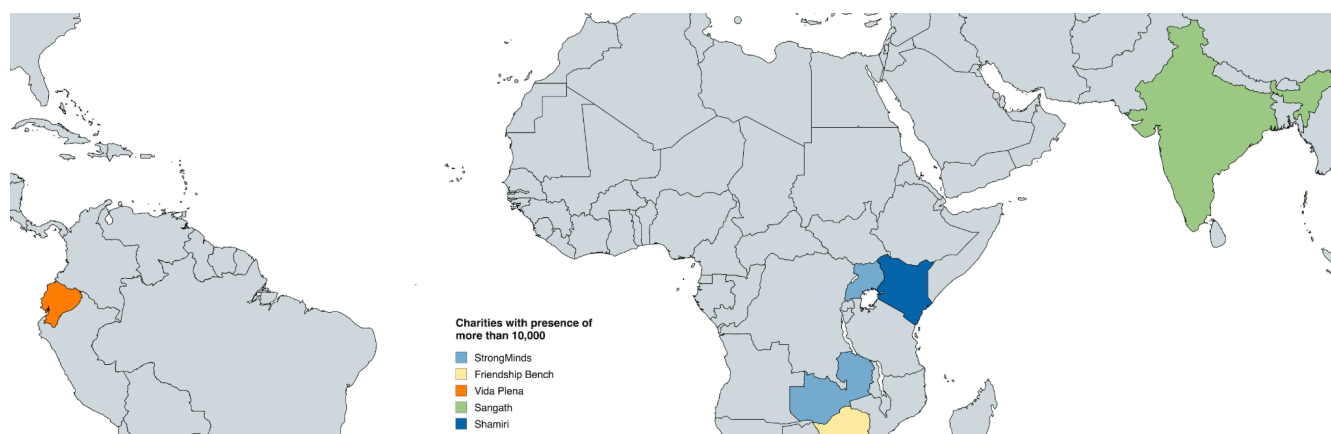 Charities with presence of
more than 10,000
StrongMinds
Friendship Bench
Vida Plena
Sangath
Shamiri